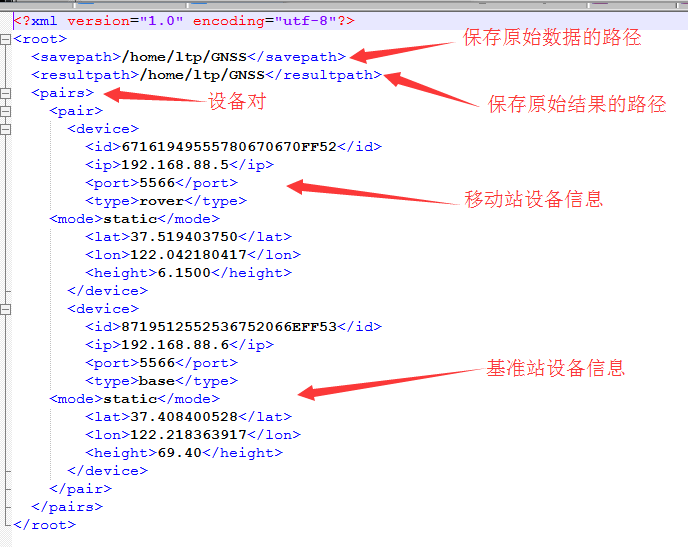 <?xml version="1.0" encoding="utf-8"?>
<root>
<savepath>/home/ltp/GNSS</savepath>
保存原始数据的路径
<resultpath>/home/ltp/GNSS</resultpath>
保存原始结果的路径
<pairs>
设备对
<pair>
<device>
<id>67161949555780670670FF52</id>
<ip>192.168.88.5</ip>
<port>5566</port>
<type>rover</type>
移动站设备信息
<mode>static</mode>
<lat>37.519403750</lat>
<lon>122.042180417</lon>
<height>6.1500</height>
</device>
<device>
<id>8719512552536752066EFF53</id>
<ip>192.168.88.6</ip>
<port>5566</port>
<type>base</type>
基准站设备信息
<mode>static</mode>
<lat>37.408400528</lat>
<lon>122.218363917</lon>
<height>69.40</height>
</device>
</pair>
</pairs>
</root>